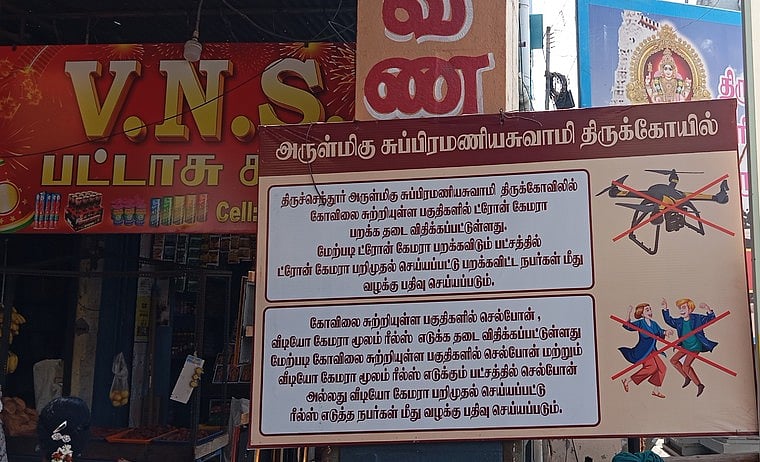 V.N.S.
பட்டாசு க
Cell:
வ
ண
திரு
அருள்மிகு சுப்பிரமணியசுவாமி திருக்கோயில்
திருச்செந்தூர் அருள்மிகு சுப்பிரமணியசுவாமி திருக்கோவிலில்
கோவிலை சுற்றியுள்ள பகுதிகளில் ட்ரோன் கேமரா
பறக்க தடை விதிக்கப்பட்டுள்ளது.
மேற்படி ட்ரோன் கேமரா பறக்கவிடும் பட்சத்தில்
ட்ரோன் கேமரா பறிமுதல் செய்யப்பட்டு பறக்கவிட்ட நபர்கள் மீது
வழக்கு பதிவு செய்யப்படும்.
கோவிலை சுற்றியுள்ள பகுதிகளில் செல்போன் ,
வீடியோ கேமரா மூலம் ரீல்ஸ் எடுக்க தடை விதிக்கப்பட்டுள்ளது
மேற்படி கோவிலை சுற்றியுள்ள பகுதிகளில் செல்போன் மற்றும்
வீடியோ கேமரா மூலம் ரீல்ஸ் எடுக்கும் பட்சத்தில் செல்போன்
அல்லது வீடியோ கேமரா பறிமுதல் செய்யப்பட்டு
ரீல்ஸ் எடுத்த நபர்கள் மீது வழக்கு பதிவு செய்யப்படும்.